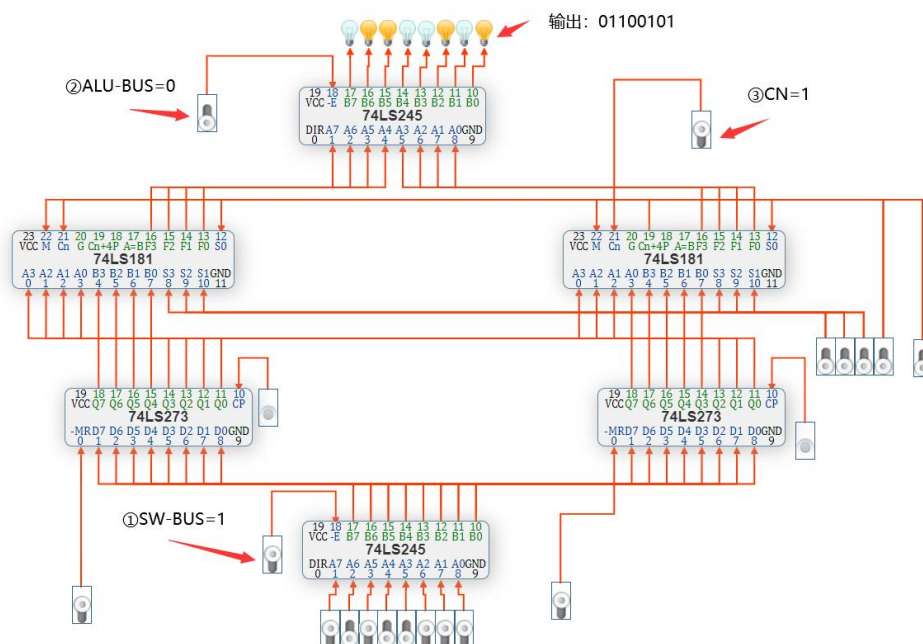 输出：01100101
②ALU-BUS=0
③CN=1
19 18 17 16 15 14 13 12 11 10
VCC -E B7 B6 B5 B4 B3 B2 B1 B0
74LS245
DIR A7 A6 A5 A4 A3 A2 A1 A0 GND
0 1 2 3 4 5 6 7 8 9
23 22 21 20 19 18 17 16 15 14 13 12
VCC M Cn G Cn+4 P A=B F3 F2 F1 F0 S0
74LS181
A3 A2 A1 A0 B3 B2 B1 B0 S3 S2 S1 GND
0 1 2 3 4 5 6 7 8 9 10 11
23 22 21 20 19 18 17 16 15 14 13 12
VCC M Cn G Cn+4 P A=B F3 F2 F1 F0 S0
74LS181
A3 A2 A1 A0 B3 B2 B1 B0 S3 S2 S1 GND
0 1 2 3 4 5 6 7 8 9 10 11
19 18 17 16 15 14 13 12 11 10
VCC Q7 Q6 Q5 Q4 Q3 Q2 Q1 Q0 CP
74LS273
-MR D7 D6 D5 D4 D3 D2 D1 D0 GND
0 1 2 3 4 5 6 7 8 9
19 18 17 16 15 14 13 12 11 10
VCC Q7 Q6 Q5 Q4 Q3 Q2 Q1 Q0 CP
74LS273
-MR D7 D6 D5 D4 D3 D2 D1 D0 GND
0 1 2 3 4 5 6 7 8 9
①SW-BUS=1
19 18 17 16 15 14 13 12 11 10
VCC -E B7 B6 B5 B4 B3 B2 B1 B0
74LS245
DIR A7 A6 A5 A4 A3 A2 A1 A0 GND
0 1 2 3 4 5 6 7 8 9